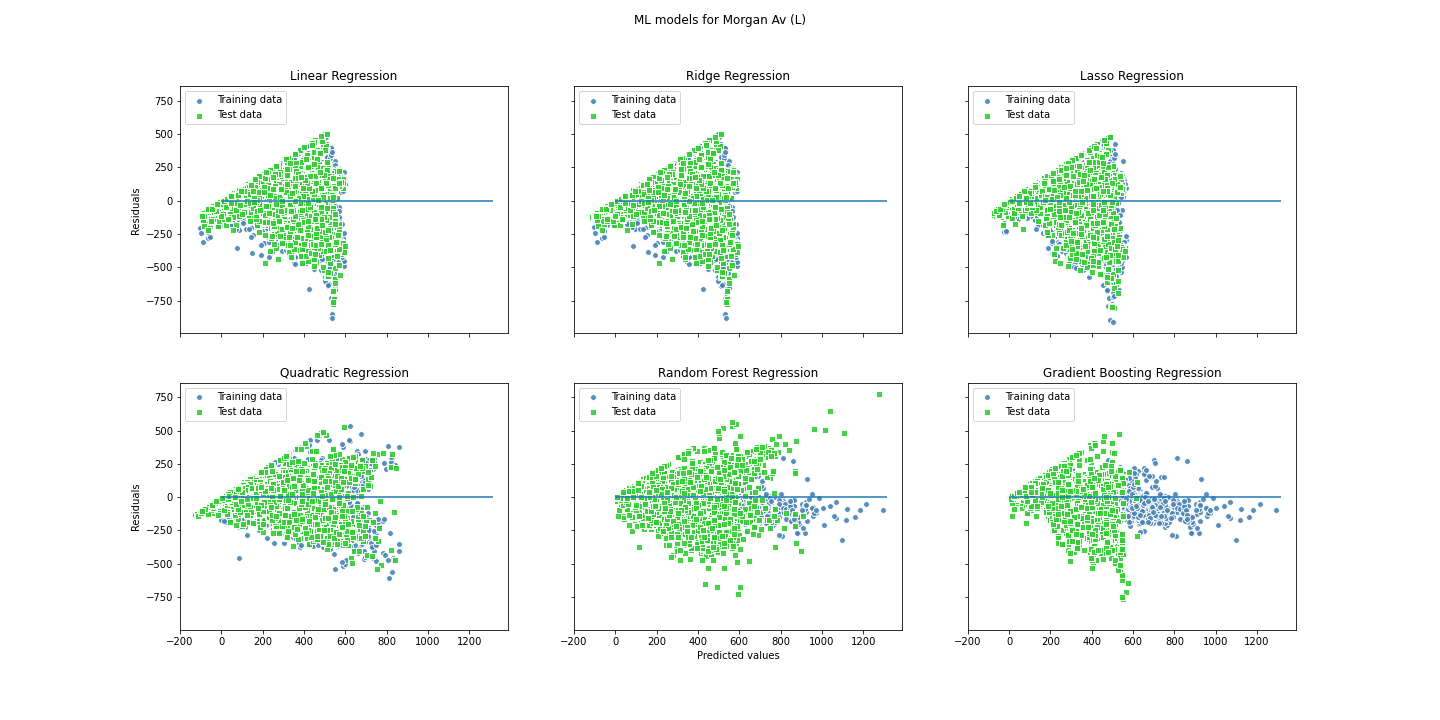 ML models for Morgan Av (L)
Linear Regression
Ridge Regression
Lasso Regression
Training data
Test data
Training data
Test data
Training data
Test data
750
500
250
0
−250
−500
−750
Residuals
Quadratic Regression
Random Forest Regression
Gradient Boosting Regression
Training data
Test data
Training data
Test data
Training data
Test data
750
500
250
0
−250
−500
−750
Residuals
−200 0 200 400 600 800 1000 1200
−200 0 200 400 600 800 1000 1200
−200 0 200 400 600 800 1000 1200
Predicted values